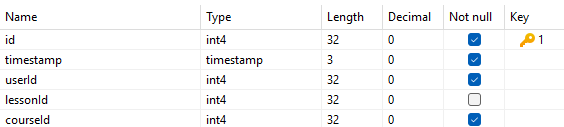 Name Type Length Decimal Not null Key
id int4 32 0 1
timestamp timestamp 3 0
userId int4 32 0
lessonId int4 32 0
courseId int4 32 0